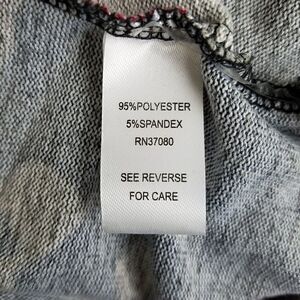 95%POLYESTER
5%SPANDEX
RN37080
SEE REVERSE
FOR CARE